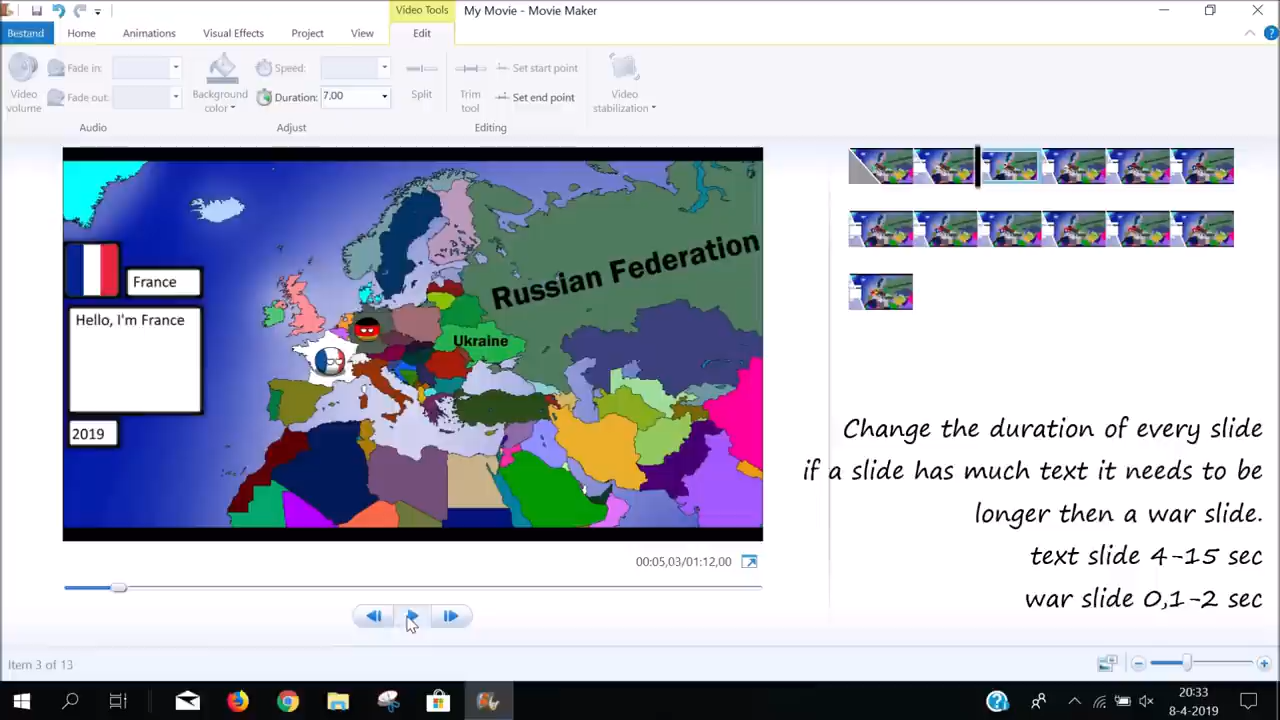 Video Tools
My Movie - Movie Maker
Bestand
Home
Animations
Visual Effects
Project
View
Edit
Video volume
Fade in:
Fade out:
Audio
Background color
Speed:
Duration: 7.00
Adjust
Split
Trim tool
Set start point
Set end point
Editing
Video stabilization
France
Hello, I'm France
2019
Russian Federation
Ukraine
00:05,03/01:12,00
Change the duration of every slide
if a slide has much text it needs to be
longer then a war slide.
text slide 4-15 sec
war slide 0,1-2 sec
Item 3 of 13
20:33
8-4-2019